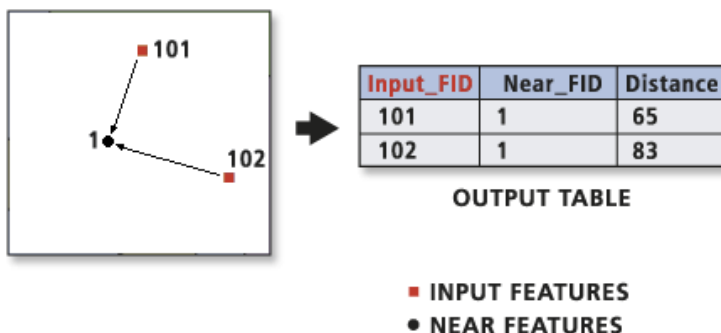 101
1
102
Input_FID Near_FID Distance
101 1 65
102 1 83
OUTPUT TABLE
INPUT FEATURES
NEAR FEATURES